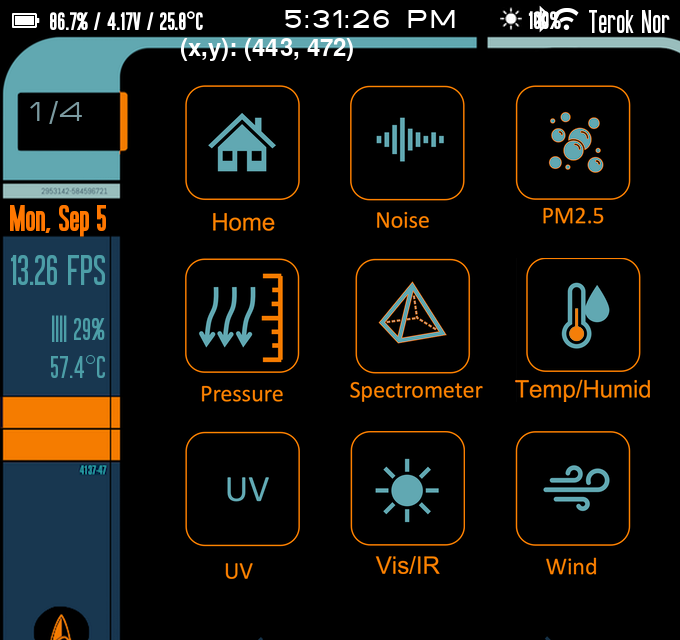 86.7% / 4.17V / 25.8°C
5:31:26 PM
100%
Terok Nor
(x,y): (443, 472)
1/4
2953142-584596721
Mon, Sep 5
13.26 FPS
29%
57.4°C
4137-47
Home
Noise
PM2.5
Pressure
Spectrometer
Temp/Humid
UV
UV
Vis/IR
Wind